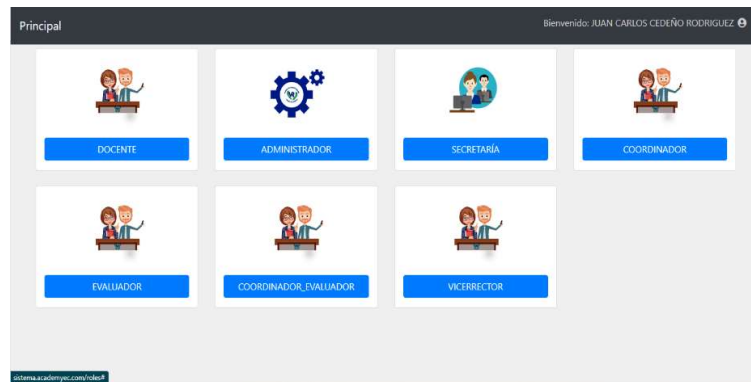 Principal
Bienvenido: JUAN CARLOS CEDEÑO RODRIGUEZ
DOCENTE
ADMINISTRADOR
SECRETARÍA
COORDINADOR
EVALUADOR
COORDINADOR_EVALUADOR
VICERRECTOR
sistema.academyec.com/roles#